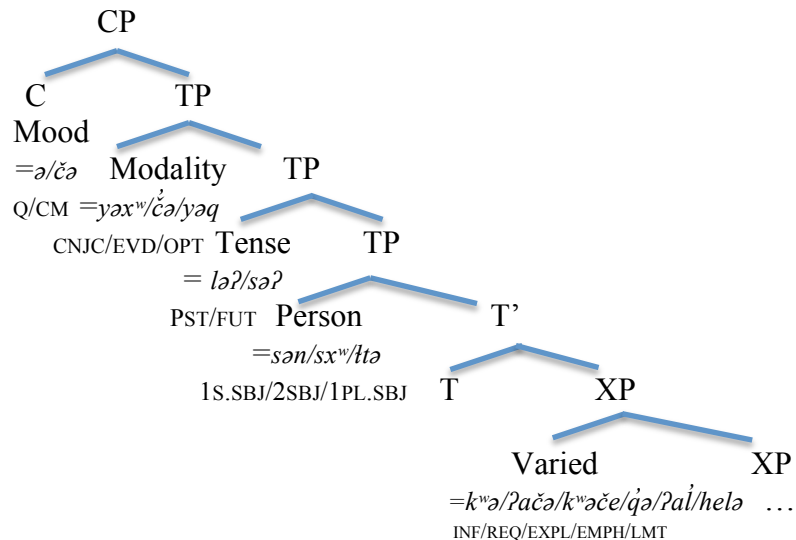 CP
C TP
Mood
=ə/čə Modality TP
Q/CM =yəxʷ/č̓ə/yəq
CNJC/EVD/OPT Tense TP
= ləʔ/səʔ
PST/FUT Person T’
=sən/sxʷ/ɬtə
1S.SBJ/2SBJ/1PL.SBJ T XP
Varied XP
=kʷə/ʔačə/kʷəče/q̓ə/ʔal̓/helə …
INF/REQ/EXPL/EMPH/LMT